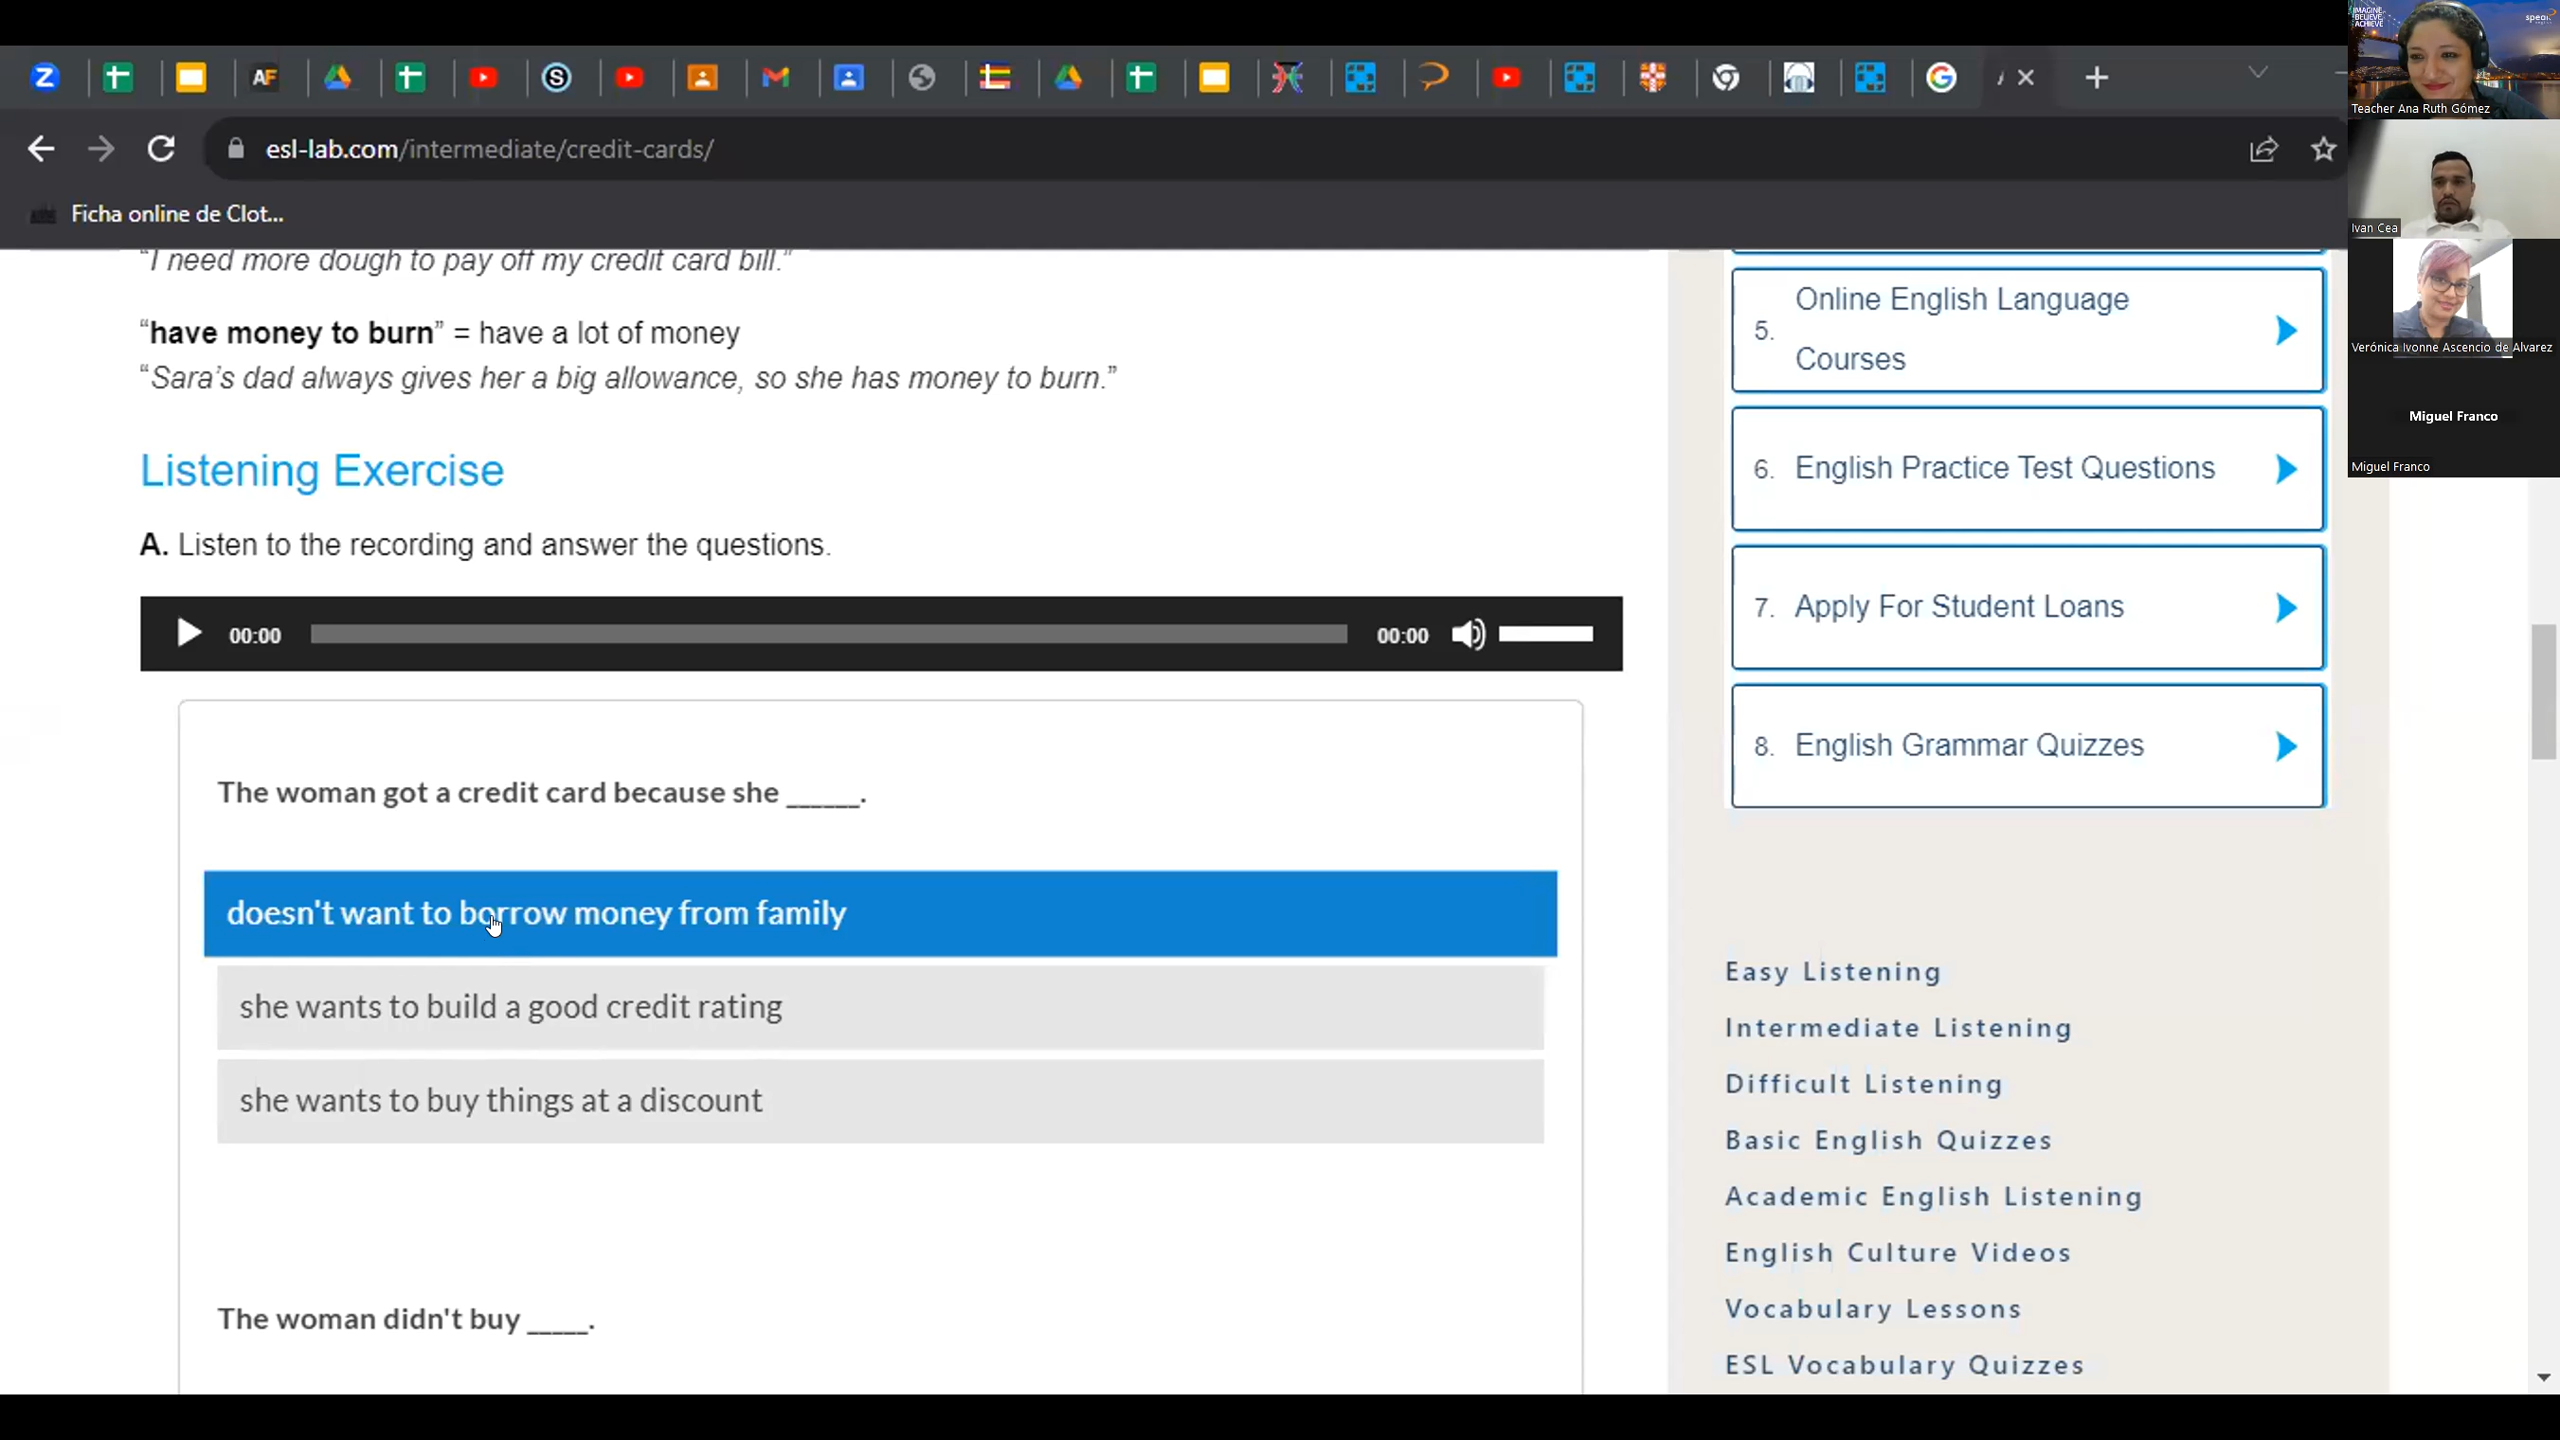 esl-lab.com/intermediate/credit-cards/
Ficha online de Clot...
“I need more dough to pay off my credit card bill.”
“have money to burn” = have a lot of money
“Sara’s dad always gives her a big allowance, so she has money to burn.”
Listening Exercise
A. Listen to the recording and answer the questions.
00:00
00:00
The woman got a credit card because she ______.
doesn't want to borrow money from family
she wants to build a good credit rating
she wants to buy things at a discount
The woman didn't buy _____.
5. Online English Language
Courses
6. English Practice Test Questions
7. Apply For Student Loans
8. English Grammar Quizzes
Easy Listening
Intermediate Listening
Difficult Listening
Basic English Quizzes
Academic English Listening
English Culture Videos
Vocabulary Lessons
ESL Vocabulary Quizzes
IMAGINE
BELIEVE
ACHIEVE
Teacher Ana Ruth Gómez
Ivan Cea
Verónica Ivonne Ascencio de Alvarez
Miguel Franco
Miguel Franco